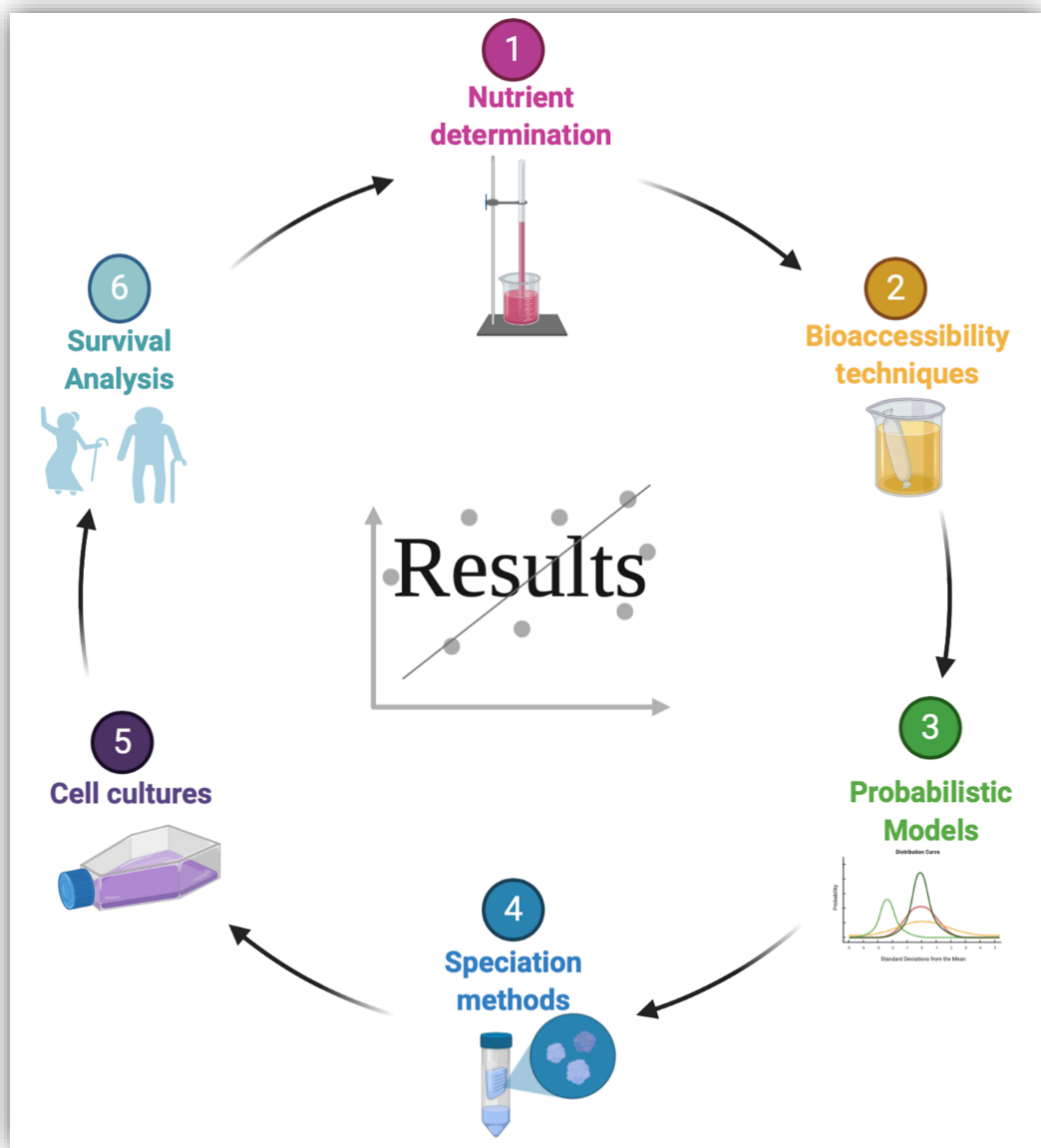 1
Nutrient
determination
2
Bioaccessibility
techniques
3
Probabilistic
Models
Distribution Curve
Probability
Standard Deviations from the Mean
4
Speciation
methods
5
Cell cultures
6
Survival
Analysis
Results